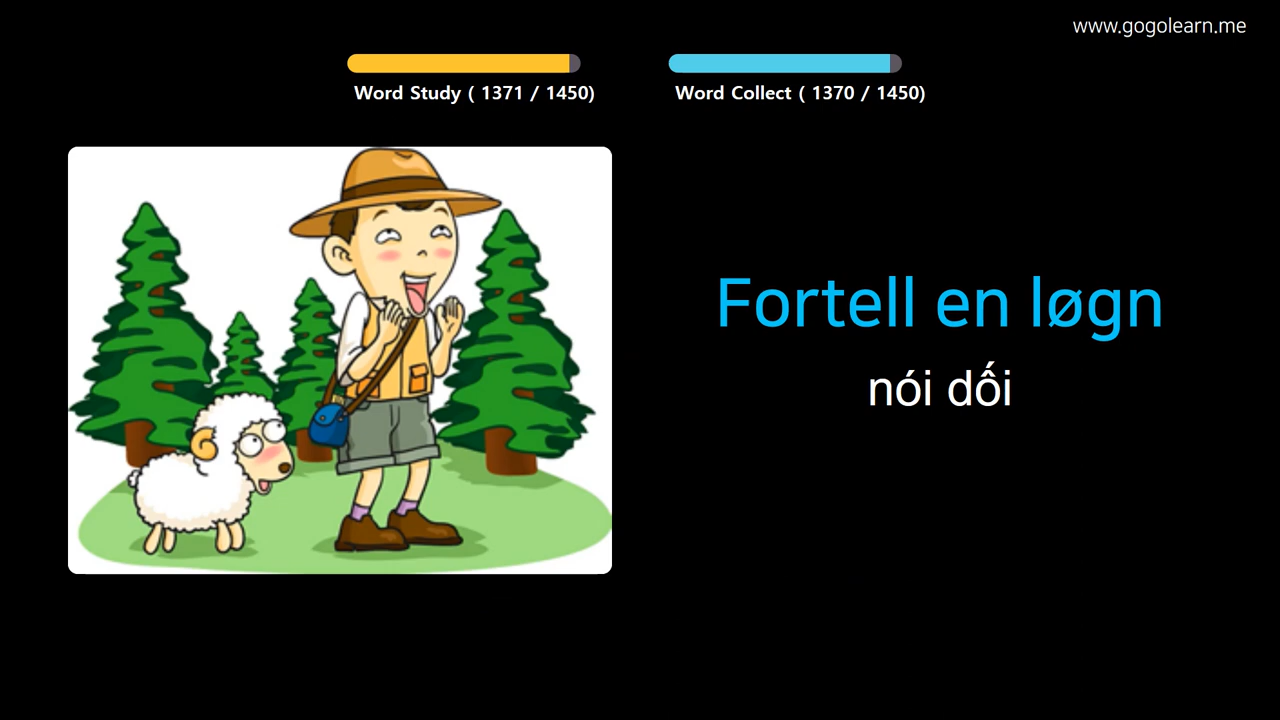 www.gogolearn.me
Word Study ( 1371 / 1450)
Word Collect ( 1370 / 1450)
Fortell en løgn
nói dối